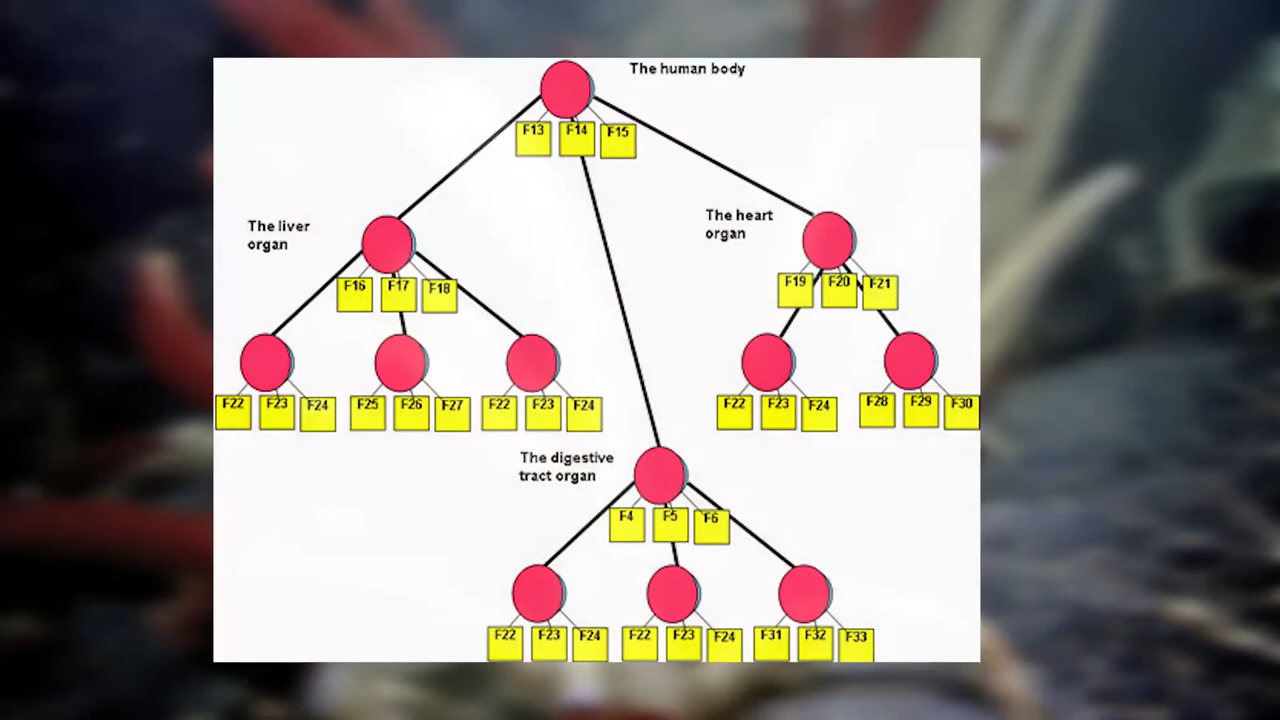 The human body
F13 F14 F15
The liver
organ
The heart
organ
F16 F17 F18
F19 F20 F21
F22 F23 F24
F25 F26 F27
F22 F23 F24
F22 F23 F24
F28 F29 F30
The digestive
tract organ
F4 F5 F6
F22 F23 F24
F22 F23 F24
F31 F32 F33